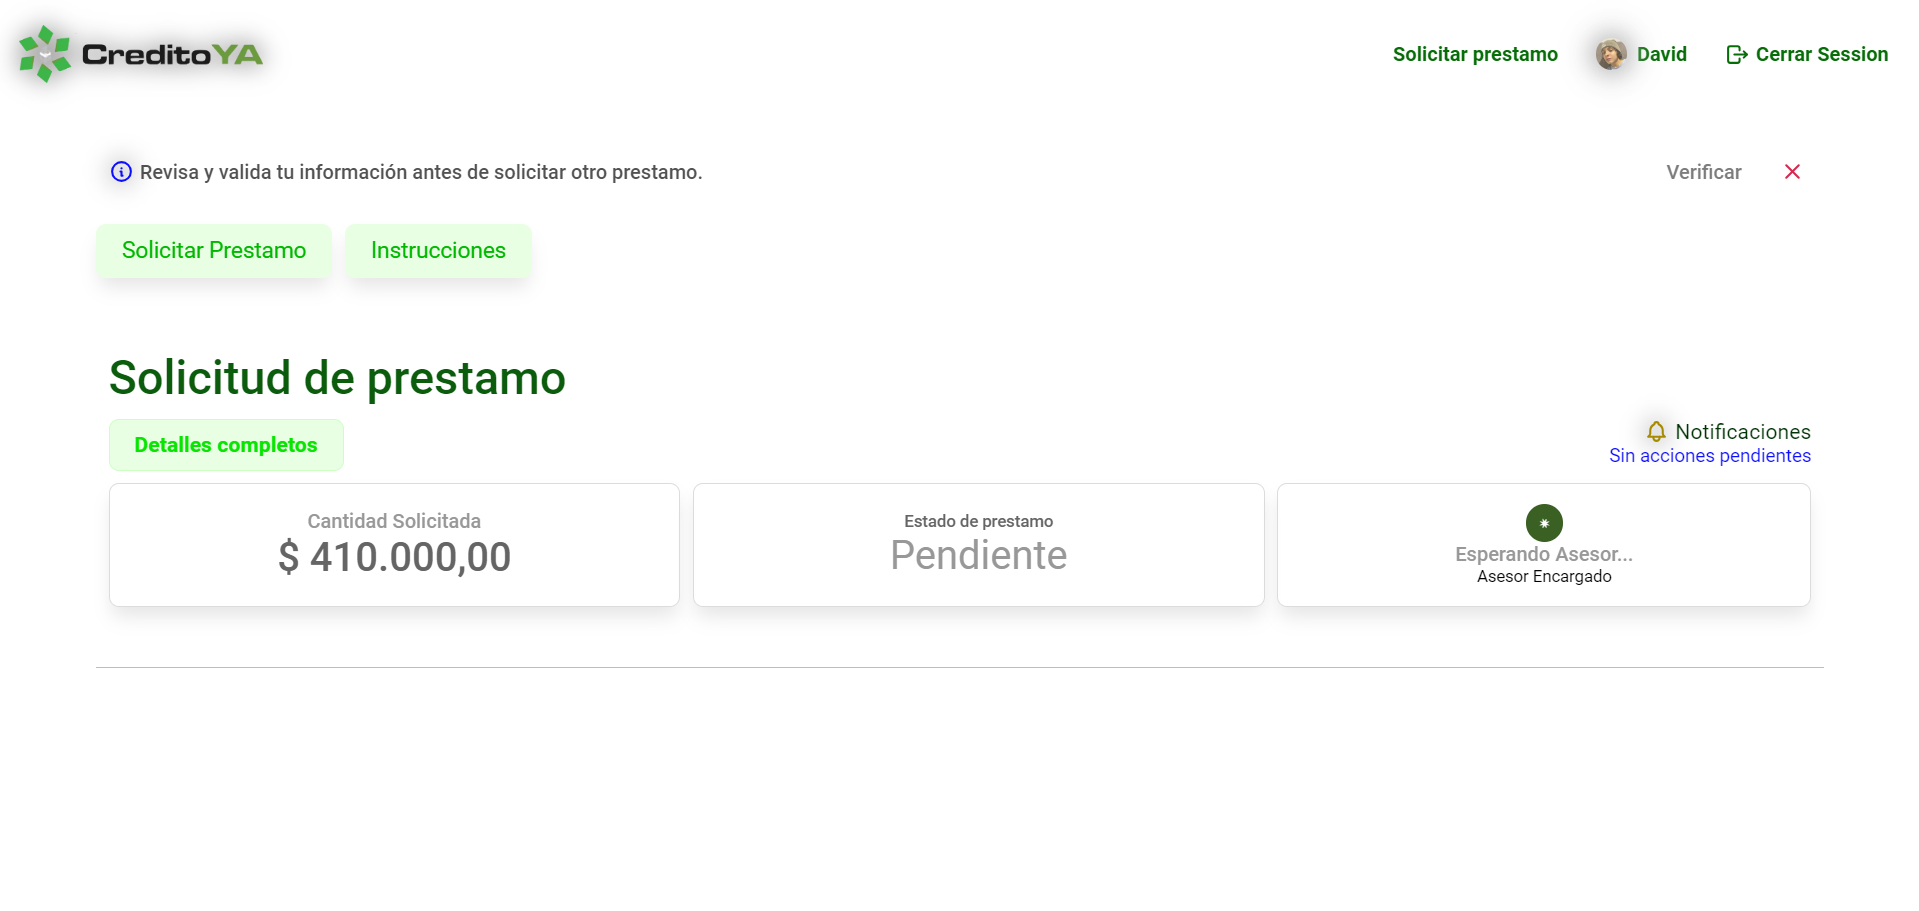 CreditoYA
Solicitar prestamo
David
Cerrar Session
Revisa y valida tu información antes de solicitar otro prestamo.
Verificar
Solicitar Prestamo
Instrucciones
Solicitud de prestamo
Detalles completos
Notificaciones
Sin acciones pendientes
Cantidad Solicitada
$ 410.000,00
Estado de prestamo
Pendiente
Esperando Asesor...
Asesor Encargado